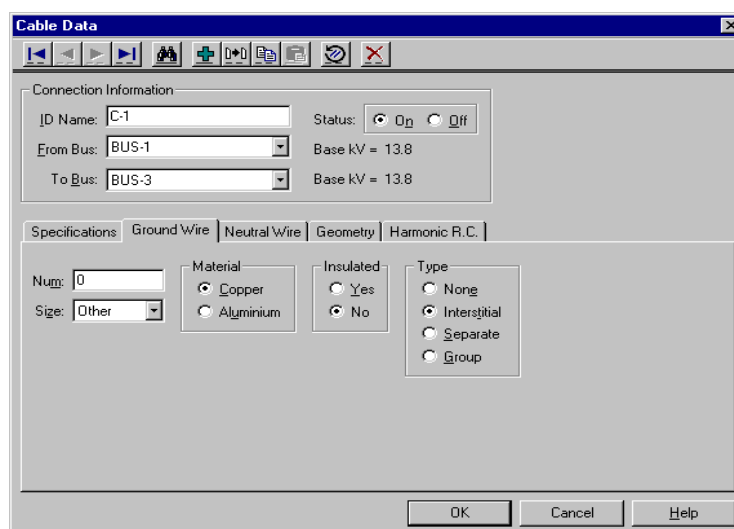 Cable Data
Connection Information
ID Name: C-1
Status: On Off
From Bus: BUS-1
Base kV = 13.8
To Bus: BUS-3
Base kV = 13.8
Specifications Ground Wire Neutral Wire Geometry Harmonic R.C.
Num: 0
Size: Other
Material
Copper
Aluminium
Insulated
Yes
No
Type
None
Interstitial
Separate
Group
OK Cancel Help